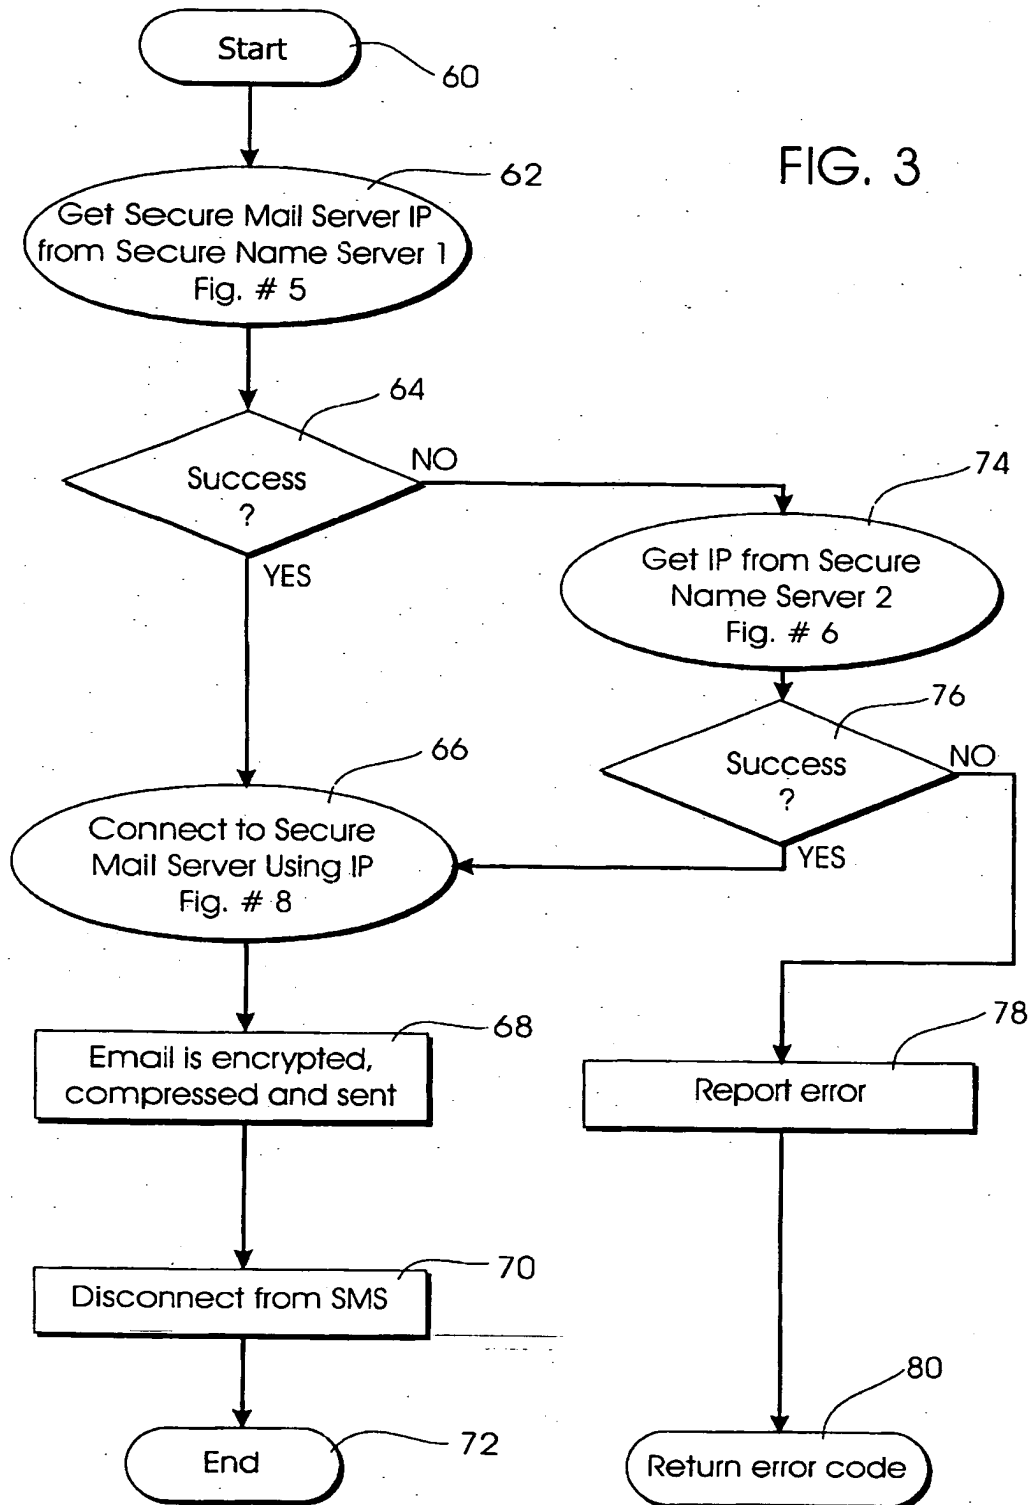 Start
60
FIG. 3
62
Get Secure Mail Server IP
from Secure Name Server 1
Fig. # 5
64
Success
?
NO
YES
74
Get IP from Secure
Name Server 2
Fig. # 6
76
Success
?
NO
YES
66
Connect to Secure
Mail Server Using IP
Fig. # 8
68
Email is encrypted,
compressed and sent
78
Report error
70
Disconnect from SMS
72
End
80
Return error code